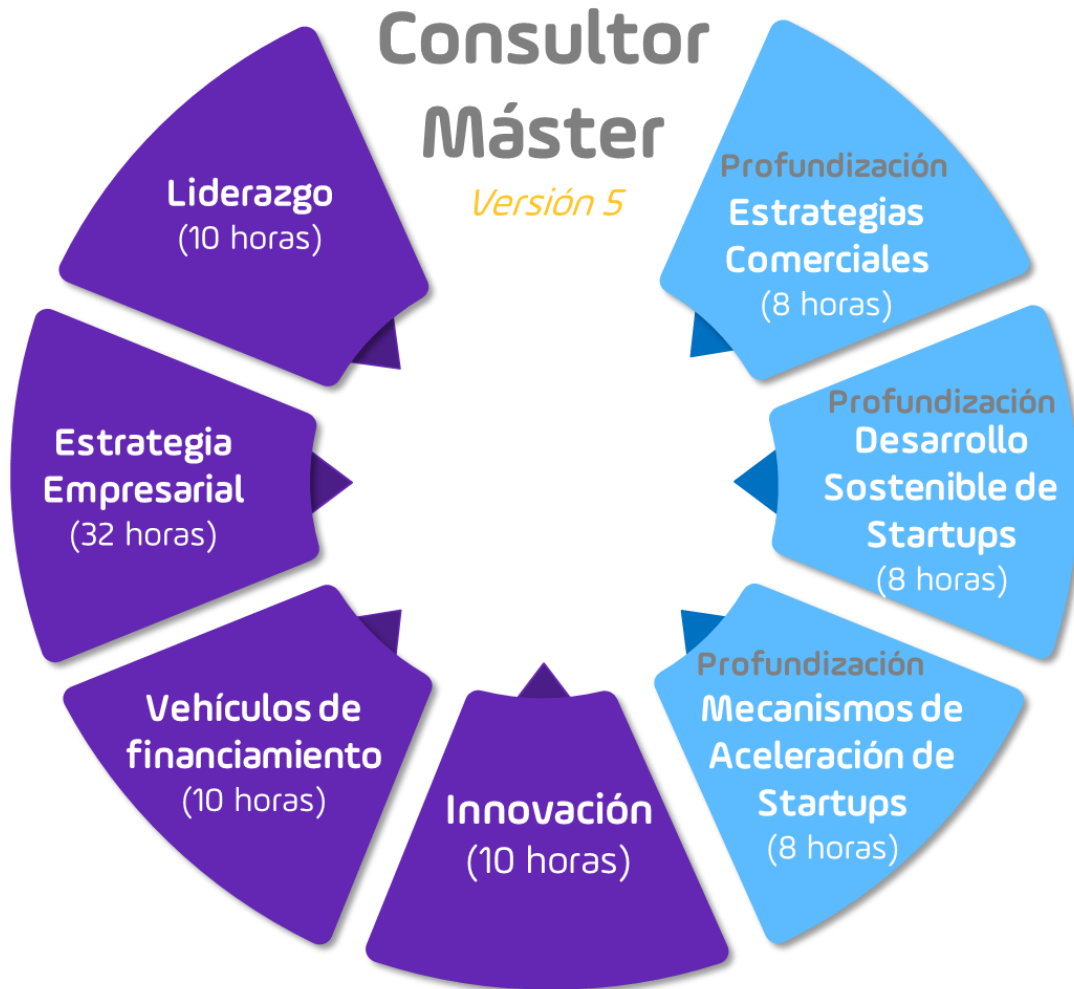 Consultor
Máster
Versión 5
Liderazgo
(10 horas)
Estrategia
Empresarial
(32 horas)
Vehículos de
financiamiento
(10 horas)
Innovación
(10 horas)
Profundización
Mecanismos de
Aceleración de
Startups
(8 horas)
Profundización
Desarrollo
Sostenible de
Startups
(8 horas)
Profundización
Estrategias
Comerciales
(8 horas)